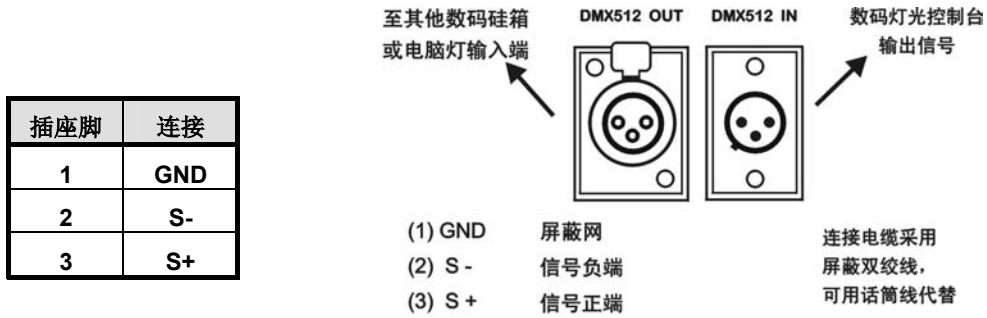 至其他数码硅箱
或电脑灯输入端
DMX512 OUT
DMX512 IN
数码灯光控制台
输出信号
插座脚 连接
1 GND
2 S-
3 S+
(1) GND 屏蔽网
(2) S - 信号负端
(3) S + 信号正端
连接电缆采用
屏蔽双绞线，
可用话筒线代替